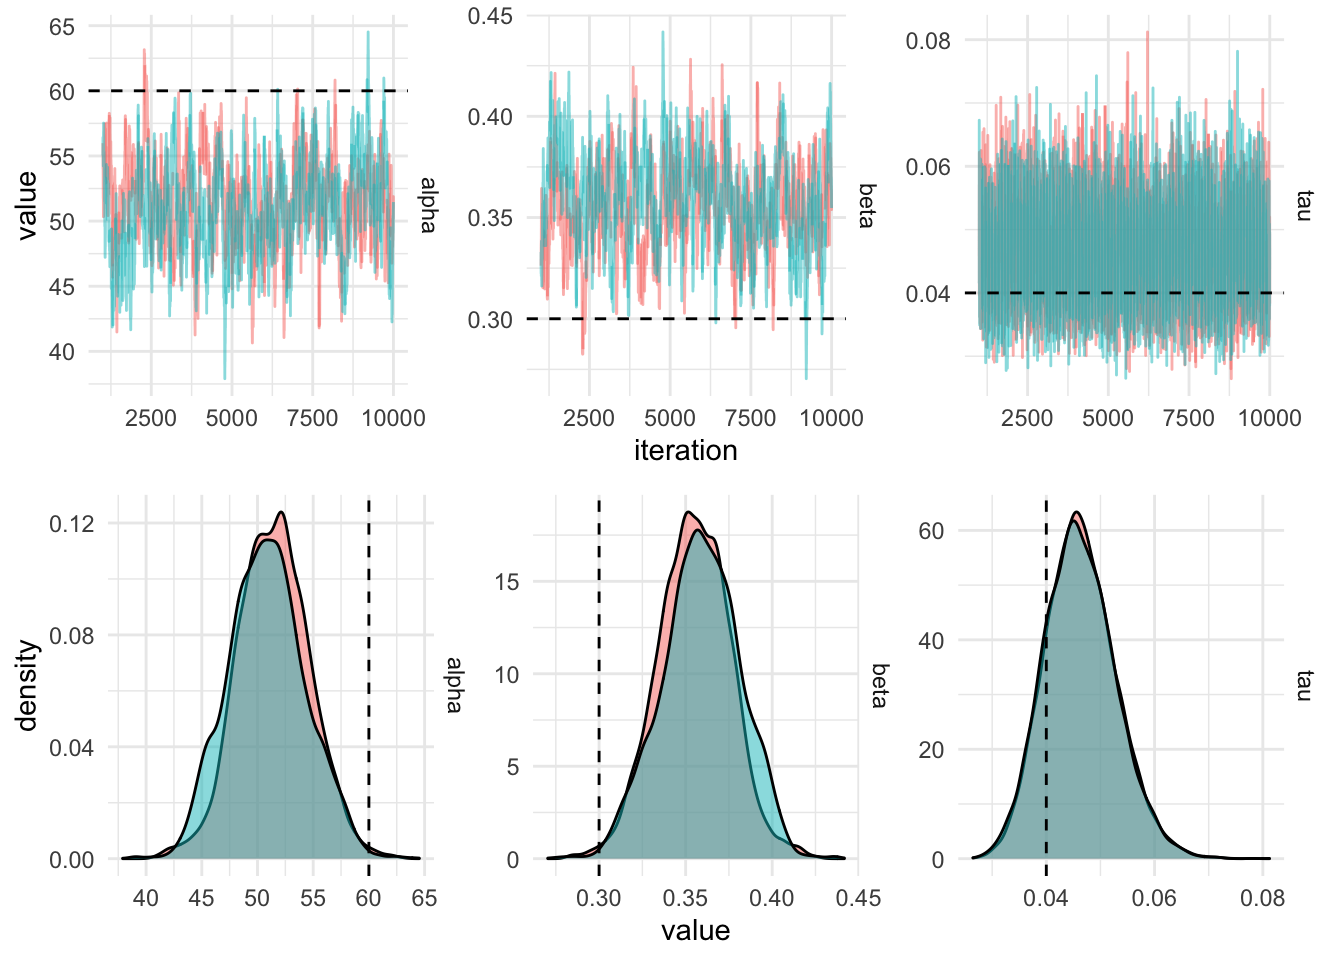 65
60
55
50
45
40
value
2500 5000 7500 10000
alpha
0.45
0.40
0.35
0.30
2500 5000 7500 10000
beta
iteration
0.08
0.06
0.04
2500 5000 7500 10000
tau
0.12
0.08
0.04
0.00
density
40 45 50 55 60 65
alpha
15
10
5
0
0.30 0.35 0.40 0.45
beta
value
60
40
20
0
0.04 0.06 0.08
tau